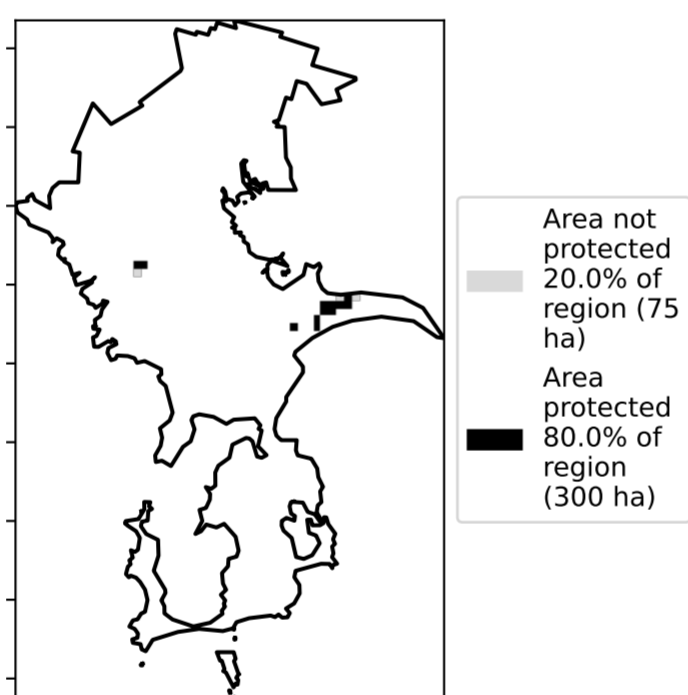 Area not
protected
20.0% of
region (75
ha)
Area
protected
80.0% of
region
(300 ha)